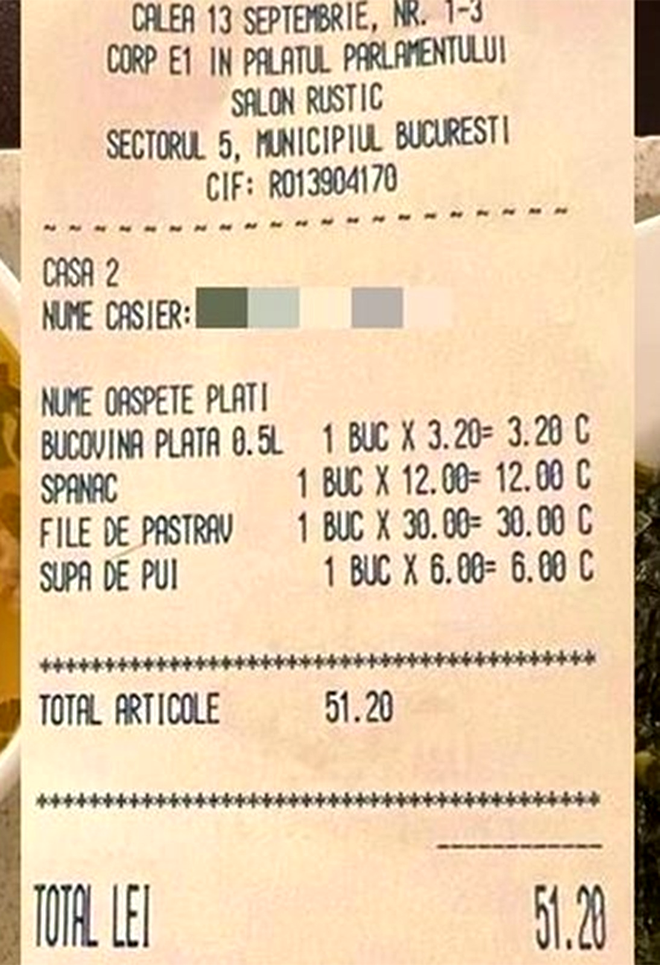 CALEA 13 SEPTEMBRIE, NR. 1-3
CORP E1 IN PALATUL PARLAMENTULUI
SALON RUSTIC
SECTORUL 5, MUNICIPIUL BUCURESTI
CIF: RO13904170
~ ~ ~ ~ ~ ~ ~ ~ ~ ~ ~ ~ ~ ~ ~ ~ ~ ~ ~ ~ ~ ~ ~ ~ ~
CASA 2
NUME CASIER:
NUME OASPETE PLATI
BUCOVINA PLATA 0.5L 1 BUC X 3.20= 3.20 C
SPANAC 1 BUC X 12.00= 12.00 C
FILE DE PASTRAV 1 BUC X 30.00= 30.00 C
SUPA DE PUI 1 BUC X 6.00= 6.00 C
******************************************
TOTAL ARTICOLE 51.20
******************************************
------------
TOTAL LEI 51.20